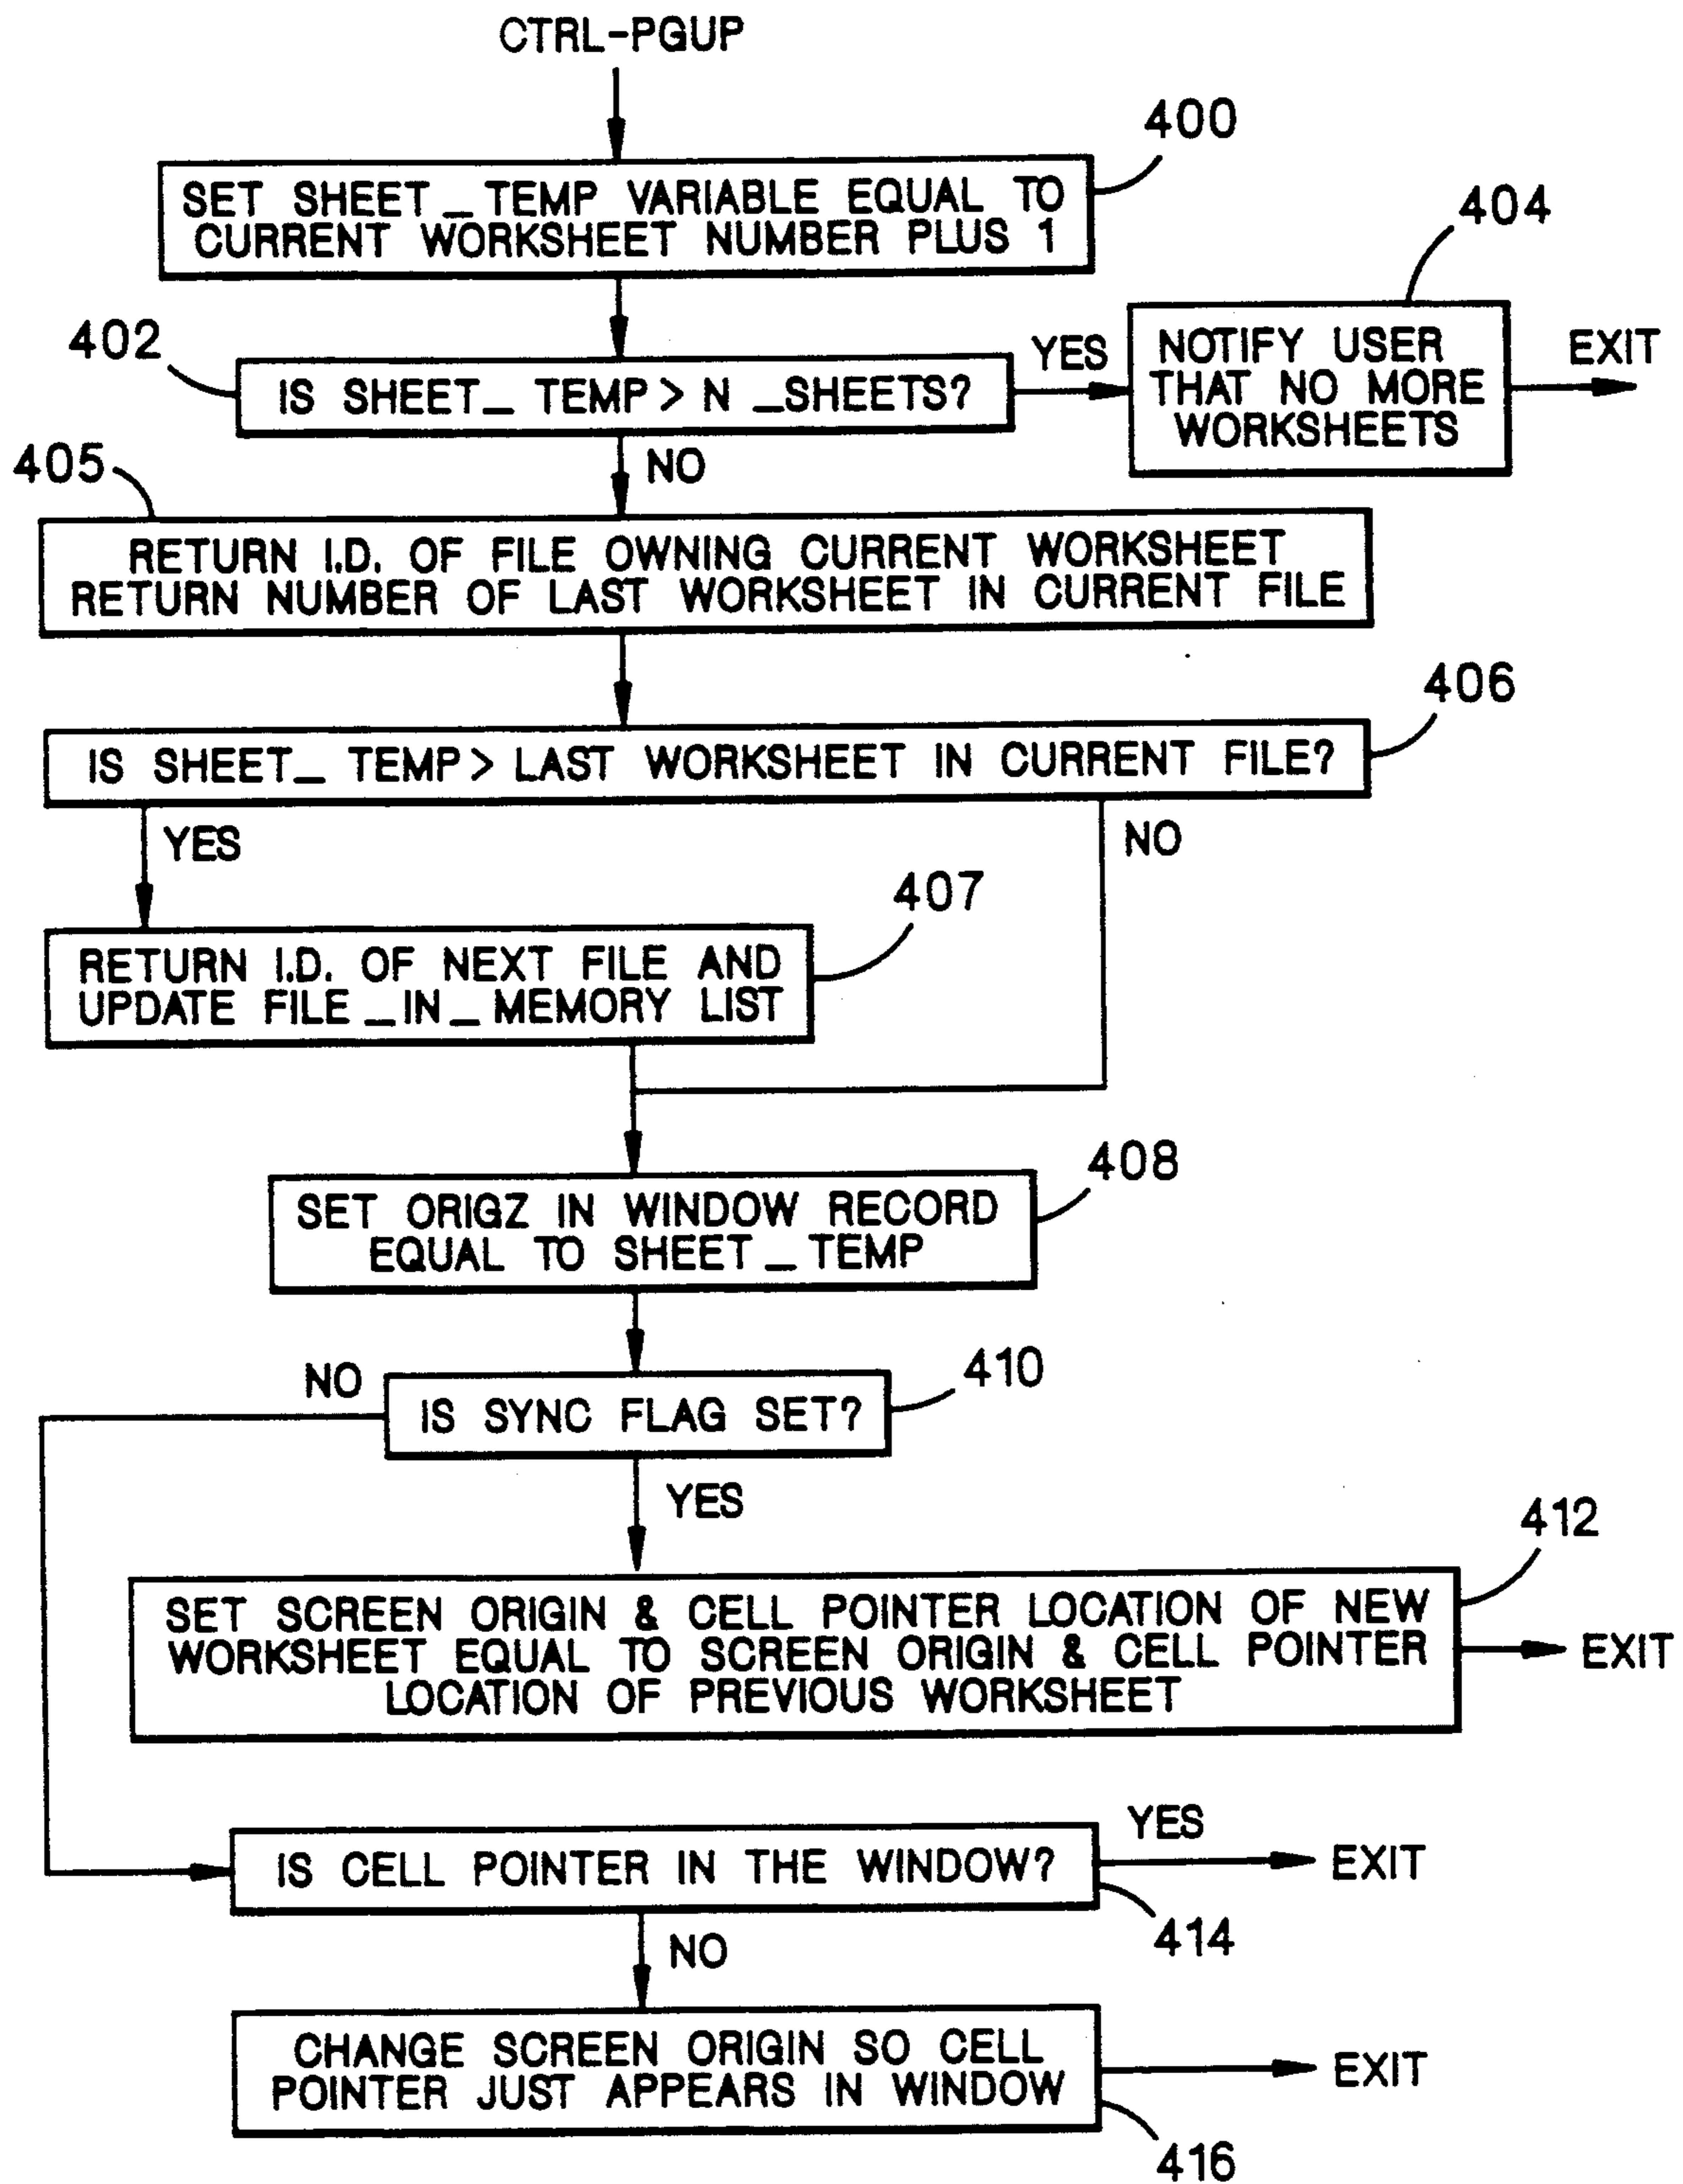 CTRL-PGUP
400
SET SHEET_TEMP VARIABLE EQUAL TO
CURRENT WORKSHEET NUMBER PLUS 1
404
402
IS SHEET_ TEMP > N _SHEETS?
YES
NOTIFY USER
THAT NO MORE
WORKSHEETS
EXIT
NO
405
RETURN I.D. OF FILE OWNING CURRENT WORKSHEET
RETURN NUMBER OF LAST WORKSHEET IN CURRENT FILE
406
IS SHEET_ TEMP > LAST WORKSHEET IN CURRENT FILE?
YES
NO
407
RETURN I.D. OF NEXT FILE AND
UPDATE FILE_IN_MEMORY LIST
408
SET ORIGZ IN WINDOW RECORD
EQUAL TO SHEET_TEMP
410
NO
IS SYNC FLAG SET?
YES
412
SET SCREEN ORIGIN & CELL POINTER LOCATION OF NEW
WORKSHEET EQUAL TO SCREEN ORIGIN & CELL POINTER
LOCATION OF PREVIOUS WORKSHEET
EXIT
IS CELL POINTER IN THE WINDOW?
YES
EXIT
414
NO
CHANGE SCREEN ORIGIN SO CELL
POINTER JUST APPEARS IN WINDOW
EXIT
416